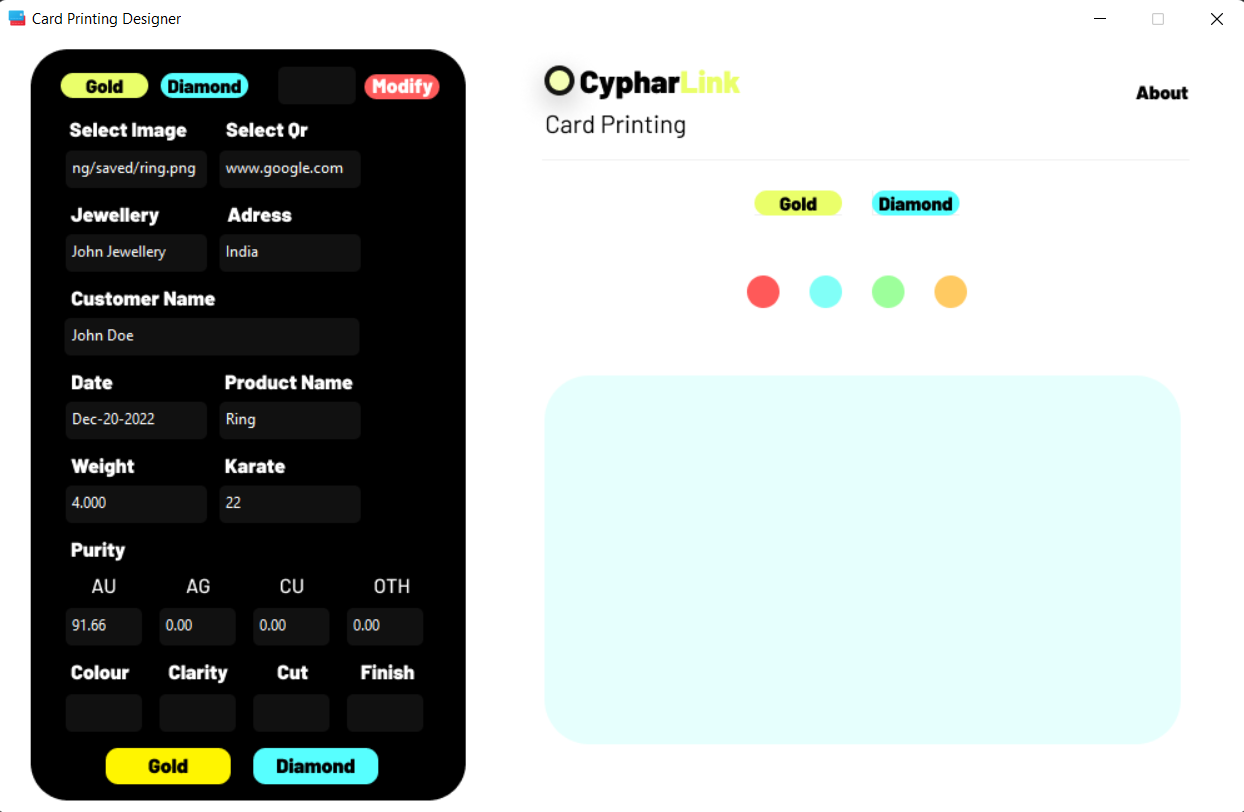 Card Printing Designer
Gold Diamond Modify
Select Image Select Qr
ng/saved/ring.png www.google.com
Jewellery Adress
John Jewellery India
Customer Name
John Doe
Date Product Name
Dec-20-2022 Ring
Weight Karate
4.000 22
Purity
AU AG CU OTH
91.66 0.00 0.00 0.00
Colour Clarity Cut Finish
Gold Diamond
CypharLink
Card Printing
About
Gold Diamond